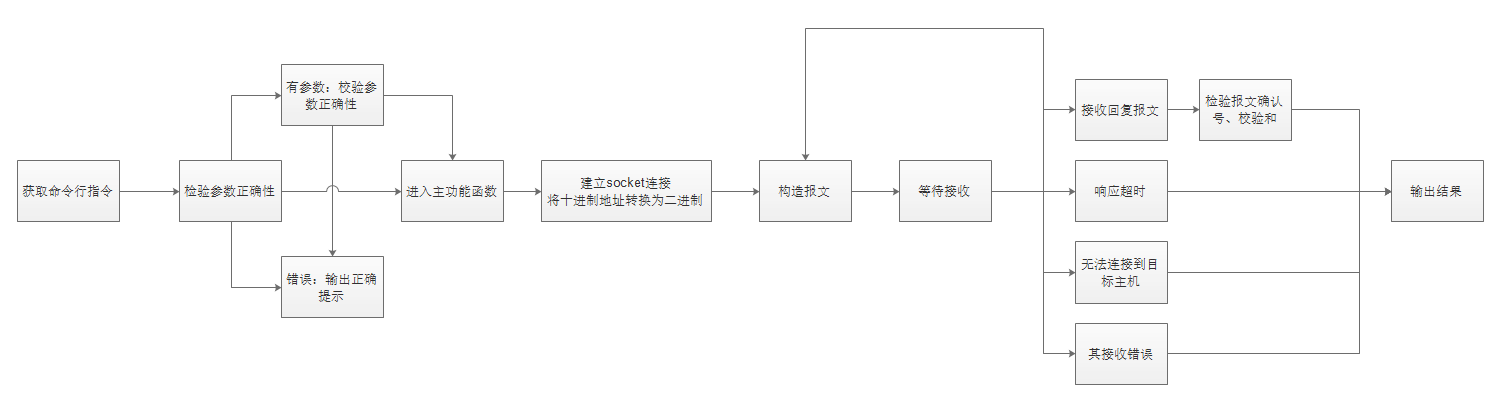 获取命令行指令
检验参数正确性
有参数：校验参
数正确性
错误：输出正确
提示
进入主功能函数
建立socket连接
将十进制地址转换为二进制
构造报文
等待接收
接收回复报文
检验报文确认
号、校验和
响应超时
无法连接到目
标主机
其接收错误
输出结果